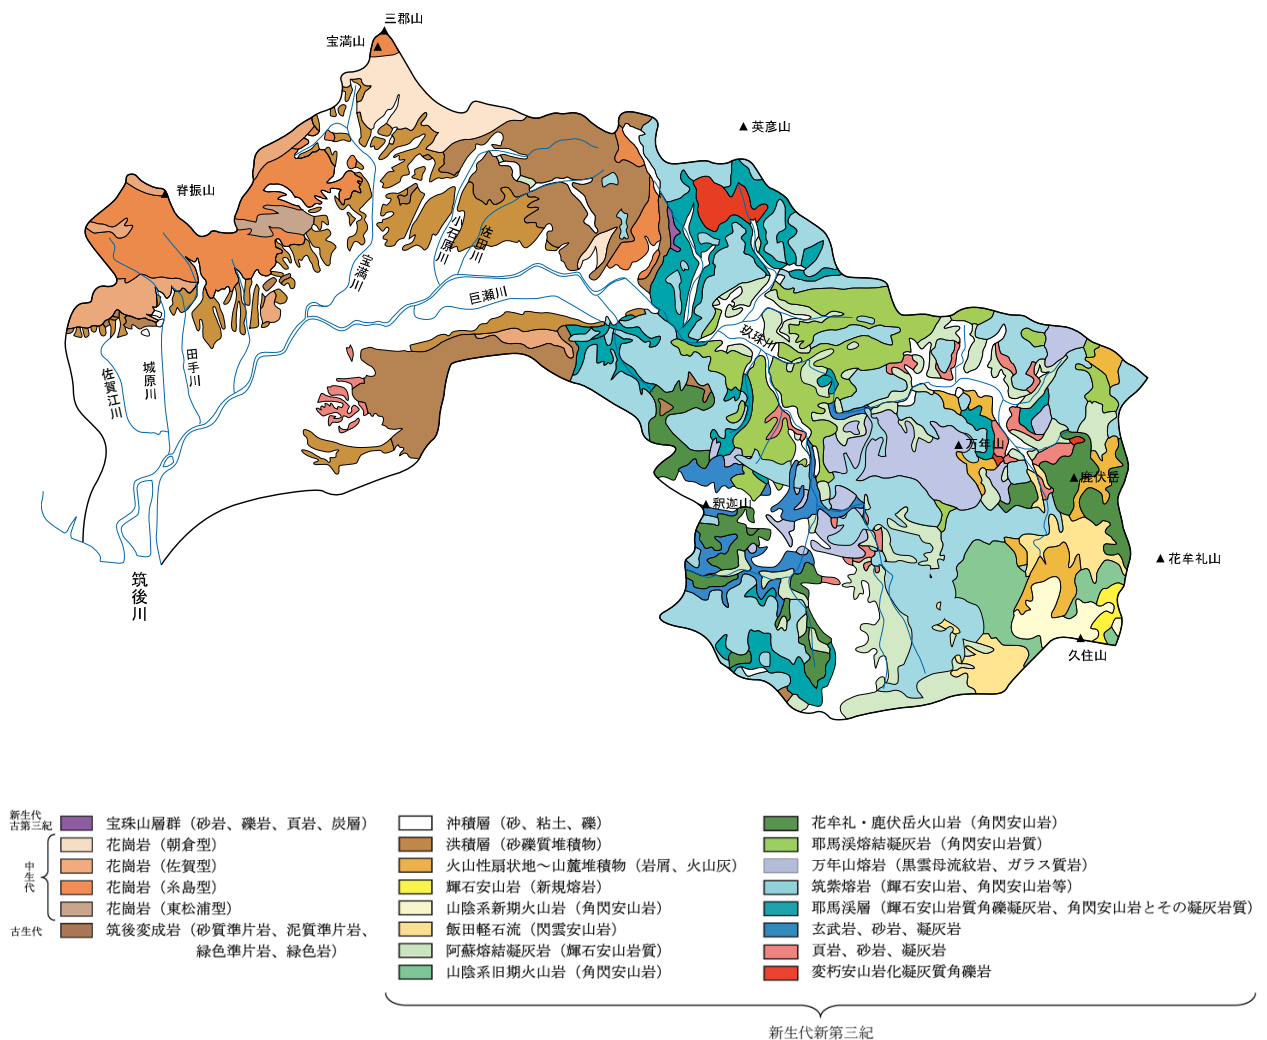 三郡山
宝満山
英彦山
脊振山
小石原川
佐田川
宝満川
巨瀬川
玖珠川
田手川
城原川
佐賀江川
万年山
鹿伏岳
釈迦山
花牟礼山
筑後川
久住山
新生代
古第三紀
宝珠山層群（砂岩、礫岩、頁岩、炭層）
中生代
花崗岩（朝倉型）
花崗岩（佐賀型）
花崗岩（糸島型）
花崗岩（東松浦型）
古生代
筑後変成岩（砂質準片岩、泥質準片岩、
緑色準片岩、緑色岩）
沖積層（砂、粘土、礫）
洪積層（砂礫質堆積物）
火山性扇状地〜山麓堆積物（岩屑、火山灰）
輝石安山岩（新規熔岩）
山陰系新期火山岩（角閃安山岩）
飯田軽石流（閃雲安山岩）
阿蘇熔結凝灰岩（輝石安山岩質）
山陰系旧期火山岩（角閃安山岩）
花牟礼・鹿伏岳火山岩（角閃安山岩）
耶馬渓熔結凝灰岩（角閃安山岩質）
万年山熔岩（黒雲母流紋岩、ガラス質岩）
筑紫熔岩（輝石安山岩、角閃安山岩等）
耶馬渓層（輝石安山岩質角礫凝灰岩、角閃安山岩とその凝灰岩質）
玄武岩、砂岩、凝灰岩
頁岩、砂岩、凝灰岩
変朽安山岩化凝灰質角礫岩
新生代新第三紀